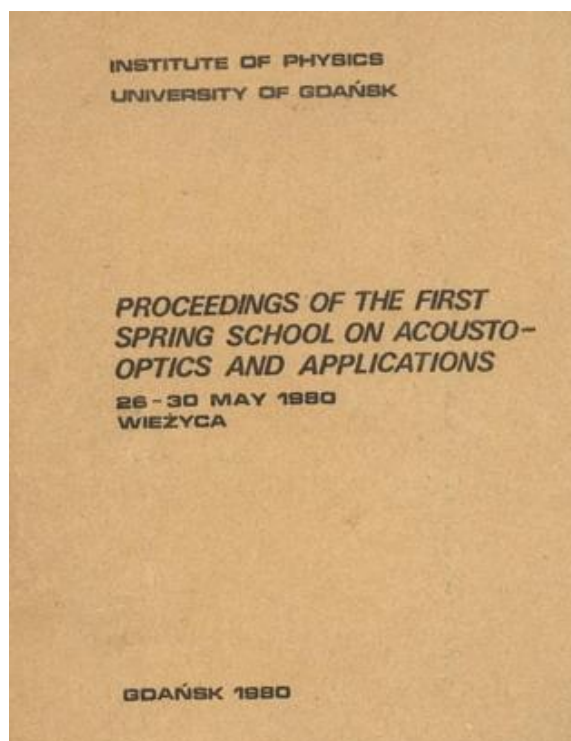 INSTITUTE OF PHYSICS
UNIVERSITY OF GDAŃSK
PROCEEDINGS OF THE FIRST
SPRING SCHOOL ON ACOUSTO-
OPTICS AND APPLICATIONS
26-30 MAY 1980
WIEŻYCA
GDAŃSK 1980